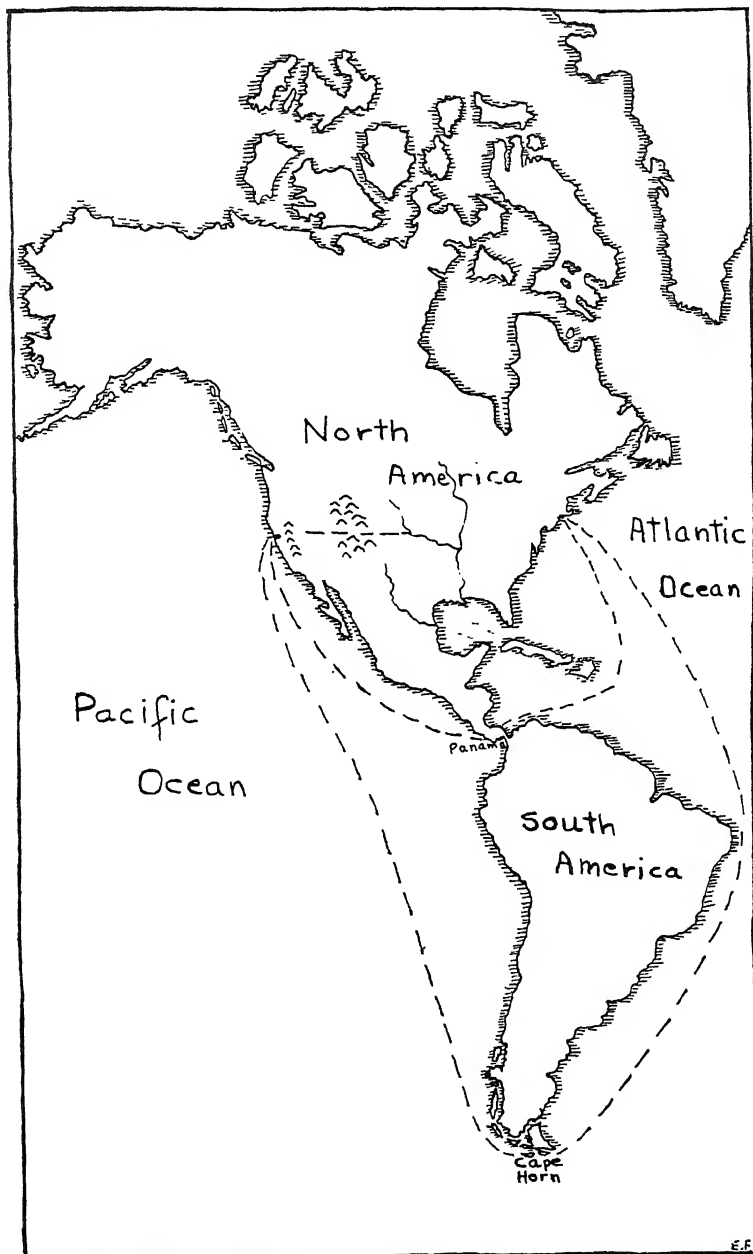 North
America
Atlantic
Ocean
Pacific
Ocean
Panama
South
America
Cape
Horn
E.F.